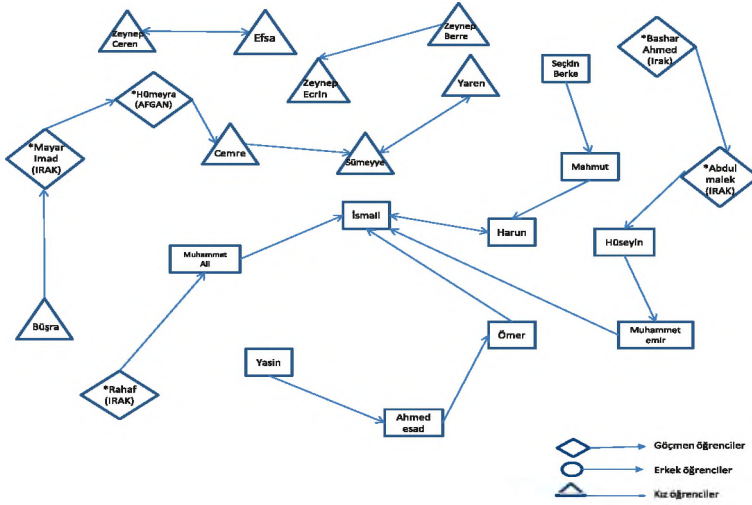 Zeynep
Ceren
Efsa
Zeynep
Berre
Zeynep
Ecrin
Yaren
Seçkin
Berke
*Bashar
Ahmed
(Irak)
*Hümeyra
(AFGAN)
*Mayar
Imad
(IRAK)
Cemre
Sümeyye
Mahmut
*Abdul
malek
(IRAK)
İsmail
Harun
Hüseyin
Muhammet
Ali
Büşra
Ömer
Muhammet
emir
Yasin
*Rahaf
(IRAK)
Ahmed
esad
Göçmen öğrenciler
Erkek öğrenciler
Kız öğrenciler